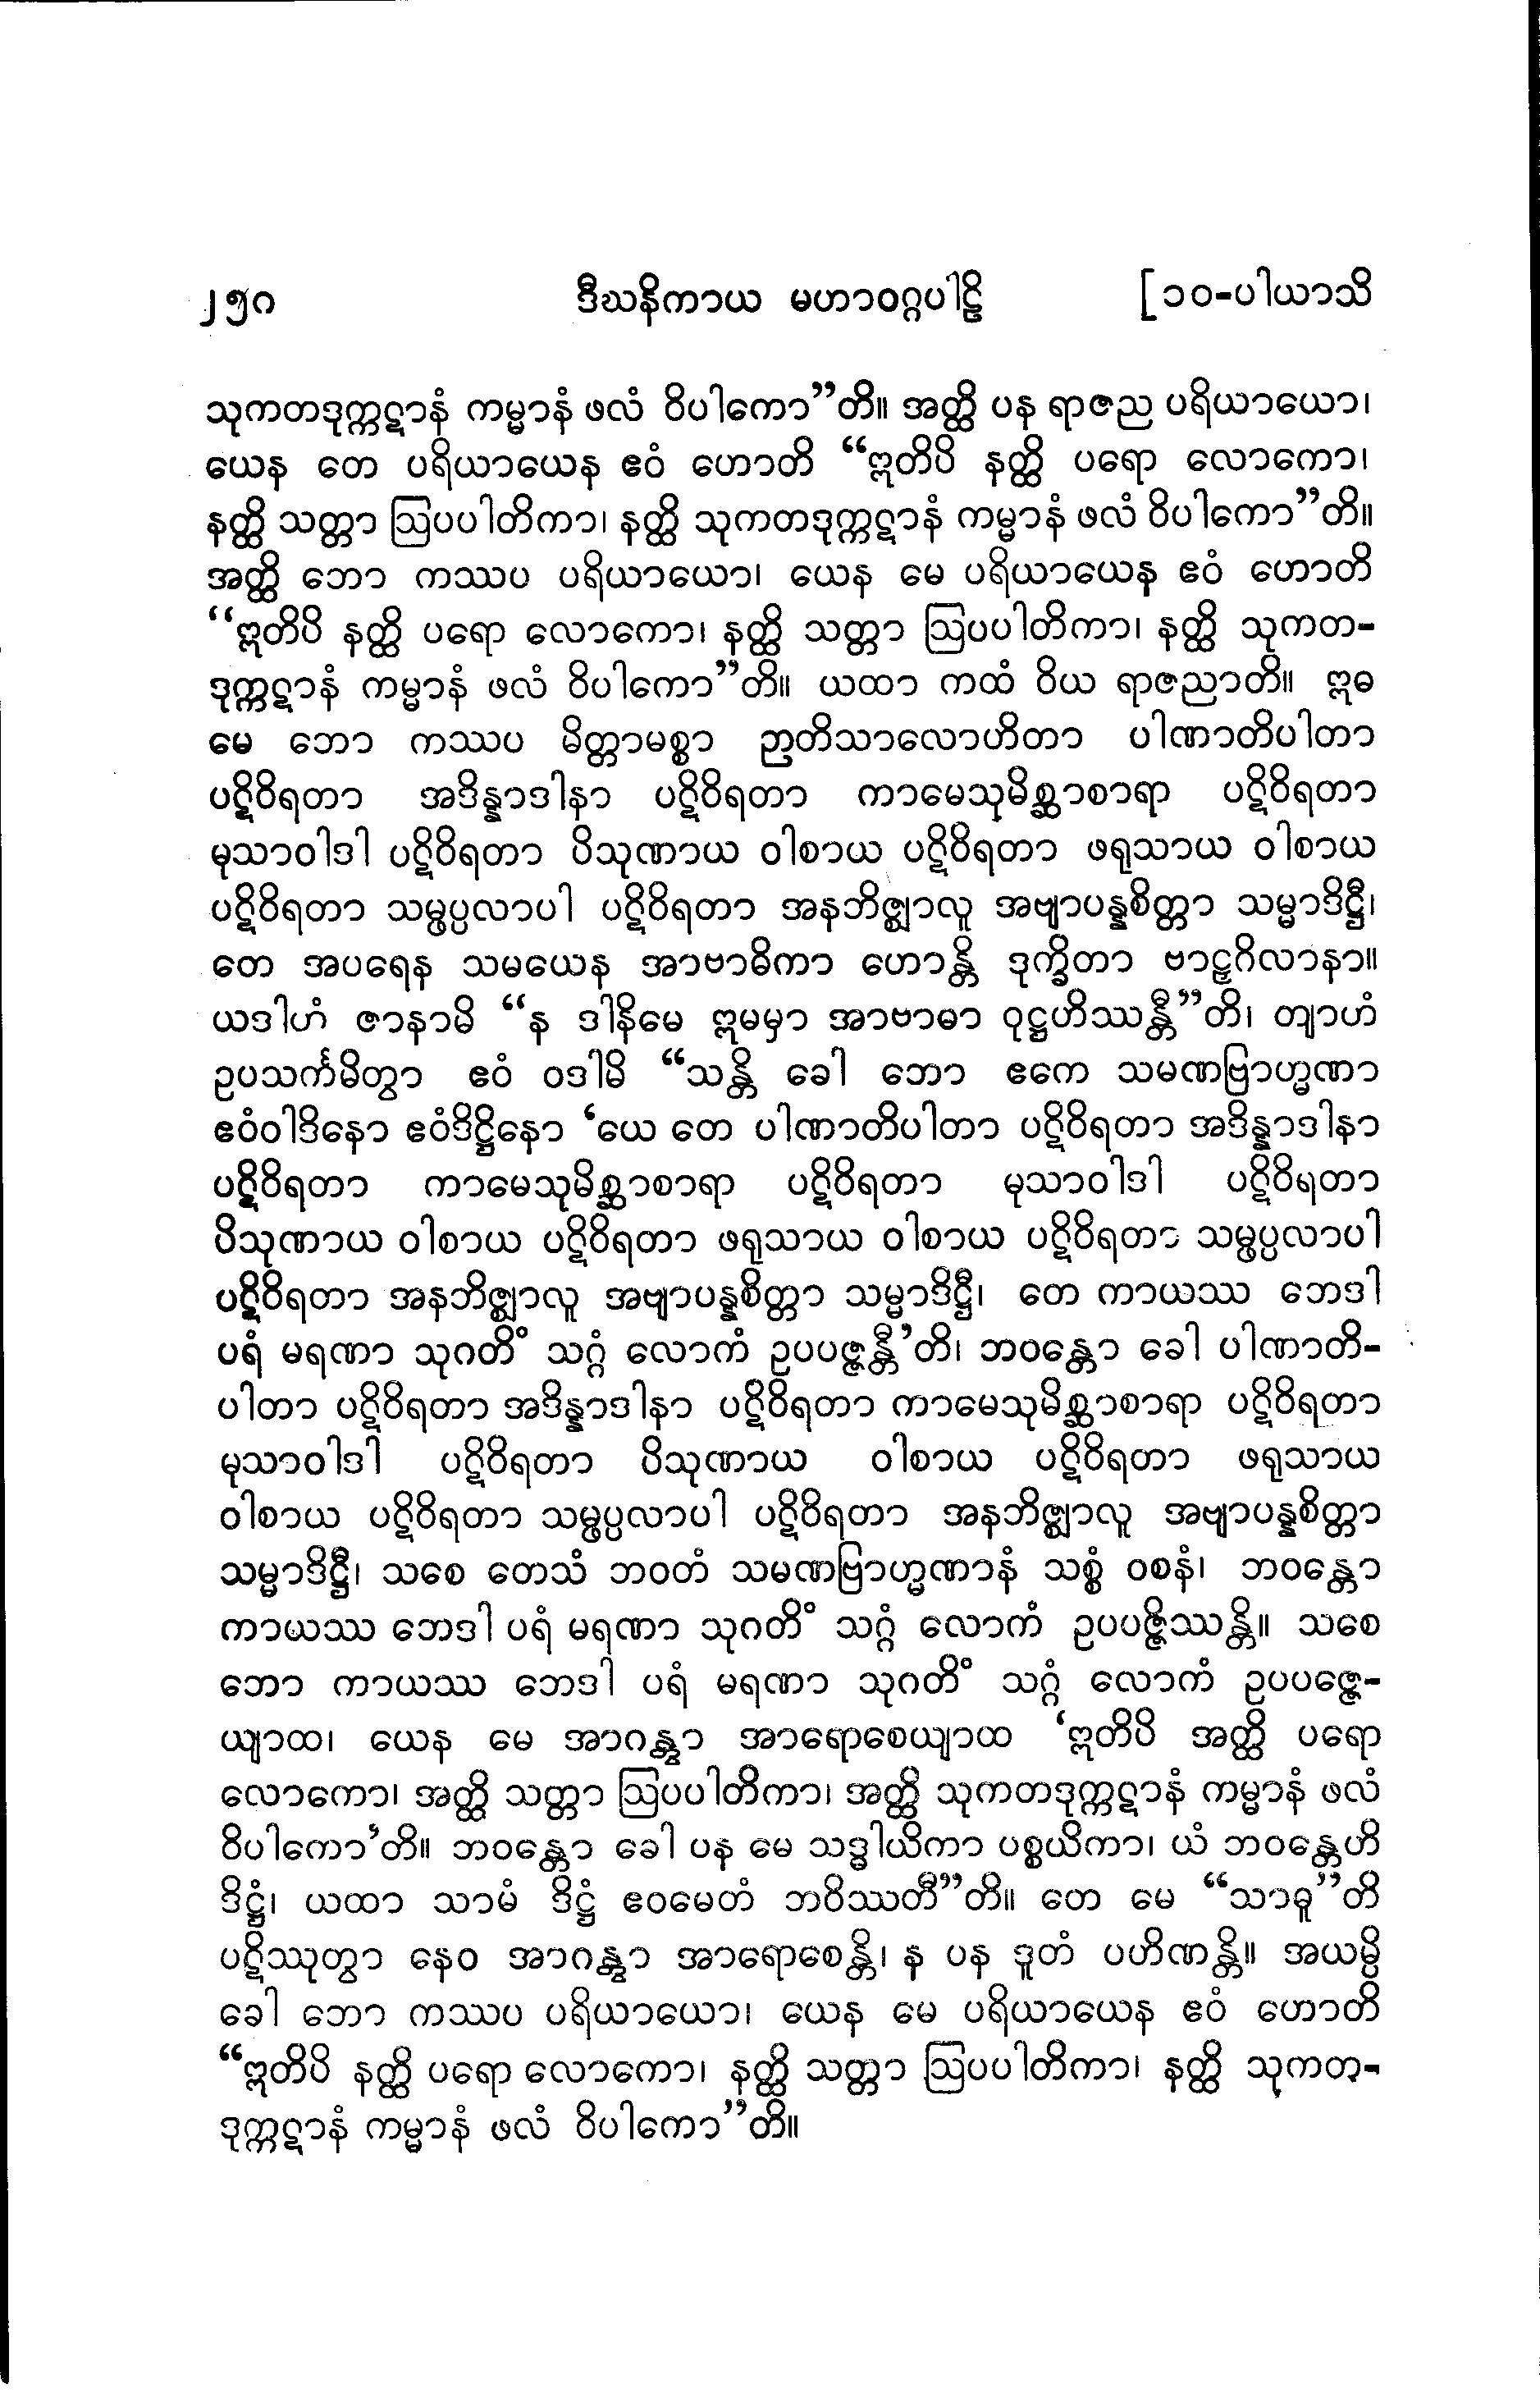 ၂၅၈ ဒီဃနိကာယ မဟာဝဂ္ဂပါဠိ [၁၀-ပါယာသိ
သုကတဒုက္ကဋာနံ ကမ္မာနံ ဖလံ ဝိပါကော”တိ။ အတ္ထိ ပန ရာဇည ပရိယာယော၊
ယေန တေ ပရိယာယေန ဧဝံ ဟောတိ “ဣတိပိ နတ္ထိ ပရော လောကော၊
နတ္ထိ သတ္တာ ဩပပါတိကာ၊ နတ္ထိ သုကတဒုက္ကဋာနံ ကမ္မာနံ ဖလံ ဝိပါကော”တိ။
အတ္ထိ ဘော ကဿပ ပရိယာယော၊ ယေန မေ ပရိယာယေန ဧဝံ ဟောတိ
“ဣတိပိ နတ္ထိ ပရော လောကော၊ နတ္ထိ သတ္တာ ဩပပါတိကာ၊ နတ္ထိ သုကတ-
ဒုက္ကဋာနံ ကမ္မာနံ ဖလံ ဝိပါကော”တိ။ ယထာ ကထံ ဝိယ ရာဇညာတိ။ ဣဓ
မေ ဘော ကဿပ မိတ္တာမစ္စာ ဉာတိသာလောဟိတာ ပါဏာတိပါတာ
ပဋိဝိရတာ အဒိန္နာဒါနာ ပဋိဝိရတာ ကာမေသုမိစ္ဆာစာရာ ပဋိဝိရတာ
မုသာဝါဒါ ပဋိဝိရတာ ပိသုဏာယ ဝါစာယ ပဋိဝိရတာ ဖရုသာယ ဝါစာယ
ပဋိဝိရတာ သမ္ဖပ္ပလာပါ ပဋိဝိရတာ အနဘိဇ္ဈာလူ အဗျာပန္နစိတ္တာ သမ္မာဒိဋ္ဌီ၊
တေ အပရေန သမယေန အာဗာဓိကာ ဟောန္တိ ဒုက္ခိတာ ဗာဠှဂိလာနာ။
ယဒါဟံ ဇာနာမိ “န ဒါနိမေ ဣမမှာ အာဗာဓာ ဝုဋ္ဌဟိဿန္တီ”တိ၊ တျာဟံ
ဥပသင်္ကမိတွာ ဧဝံ ဝဒါမိ “သန္တိ ခေါ ဘော ဧကေ သမဏဗြာဟ္မဏာ
ဧဝံဝါဒိနော ဧဝံဒိဋ္ဌိနော ‘ယေ တေ ပါဏာတိပါတာ ပဋိဝိရတာ အဒိန္နာဒါနာ
ပဋိဝိရတာ ကာမေသုမိစ္ဆာစာရာ ပဋိဝိရတာ မုသာဝါဒါ ပဋိဝိရတာ
ပိသုဏာယ ဝါစာယ ပဋိဝိရတာ ဖရုသာယ ဝါစာယ ပဋိဝိရတာ သမ္ဖပ္ပလာပါ
ပဋိဝိရတာ အနဘိဇ္ဈာလူ အဗျာပန္နစိတ္တာ သမ္မာဒိဋ္ဌီ၊ တေ ကာယဿ ဘေဒါ
ပရံ မရဏာ သုဂတိံ သဂ္ဂံ လောကံ ဥပပဇ္ဇန္တီ’တိ၊ ဘဝန္တော ခေါ ပါဏာတိ-
ပါတာ ပဋိဝိရတာ အဒိန္နာဒါနာ ပဋိဝိရတာ ကာမေသုမိစ္ဆာစာရာ ပဋိဝိရတာ
မုသာဝါဒါ ပဋိဝိရတာ ပိသုဏာယ ဝါစာယ ပဋိဝိရတာ ဖရုသာယ
ဝါစာယ ပဋိဝိရတာ သမ္ဖပ္ပလာပါ ပဋိဝိရတာ အနဘိဇ္ဈာလူ အဗျာပန္နစိတ္တာ
သမ္မာဒိဋ္ဌီ၊ သစေ တေသံ ဘဝတံ သမဏဗြာဟ္မဏာနံ သစ္စံ ဝစနံ၊ ဘဝန္တော
ကာယဿ ဘေဒါ ပရံ မရဏာ သုဂတိံ သဂ္ဂံ လောကံ ဥပပဇ္ဇိဿန္တိ။ သစေ
ဘော ကာယဿ ဘေဒါ ပရံ မရဏာ သုဂတိံ သဂ္ဂံ လောကံ ဥပပဇ္ဇေ-
ယျာထ၊ ယေန မေ အာဂန္တွာ အာရောစေယျာထ ‘ဣတိပိ အတ္ထိ ပရော
လောကော၊ အတ္ထိ သတ္တာ ဩပပါတိကာ၊ အတ္ထိ သုကတဒုက္ကဋာနံ ကမ္မာနံ ဖလံ
ဝိပါကော’တိ။ ဘဝန္တော ခေါ ပန မေ သဒ္ဓါယိကာ ပစ္စယိကာ၊ ယံ ဘဝန္တေဟိ
ဒိဋ္ဌံ၊ ယထာ သာမံ ဒိဋ္ဌံ ဧဝမေတံ ဘဝိဿတီ”တိ။ တေ မေ “သာဓူ”တိ
ပဋိဿုတွာ နေဝ အာဂန္တွာ အာရောစေန္တိ၊ န ပန ဒူတံ ပဟိဏန္တိ။ အယမ္ပိ
ခေါ ဘော ကဿပ ပရိယာယော၊ ယေန မေ ပရိယာယေန ဧဝံ ဟောတိ
“ဣတိပိ နတ္ထိ ပရော လောကော၊ နတ္ထိ သတ္တာ ဩပပါတိကာ၊ နတ္ထိ သုကတ-
ဒုက္ကဋာနံ ကမ္မာနံ ဖလံ ဝိပါကော”တိ။